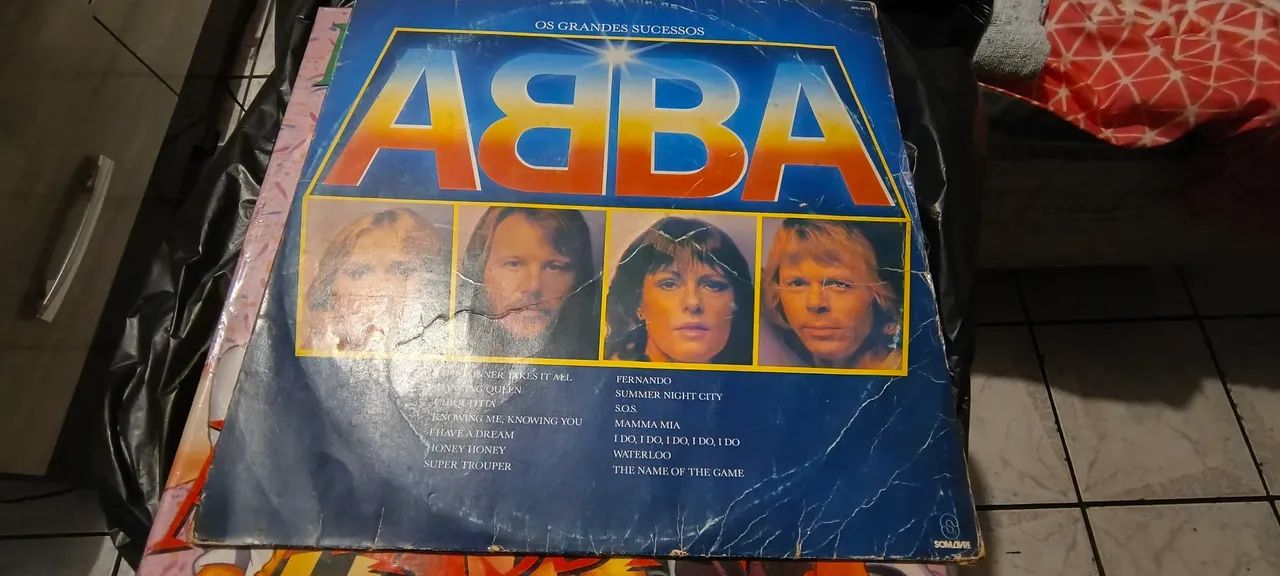 OS GRANDES SUCESSOS
ABBA
TAKES IT ALL
QUEEN
CHIQUITITA
KNOWING ME, KNOWING YOU
I HAVE A DREAM
HONEY HONEY
SUPER TROUPER
FERNANDO
SUMMER NIGHT CITY
S.O.S.
MAMMA MIA
I DO, I DO, I DO, I DO, I DO
WATERLOO
THE NAME OF THE GAME
SOM LIVRE